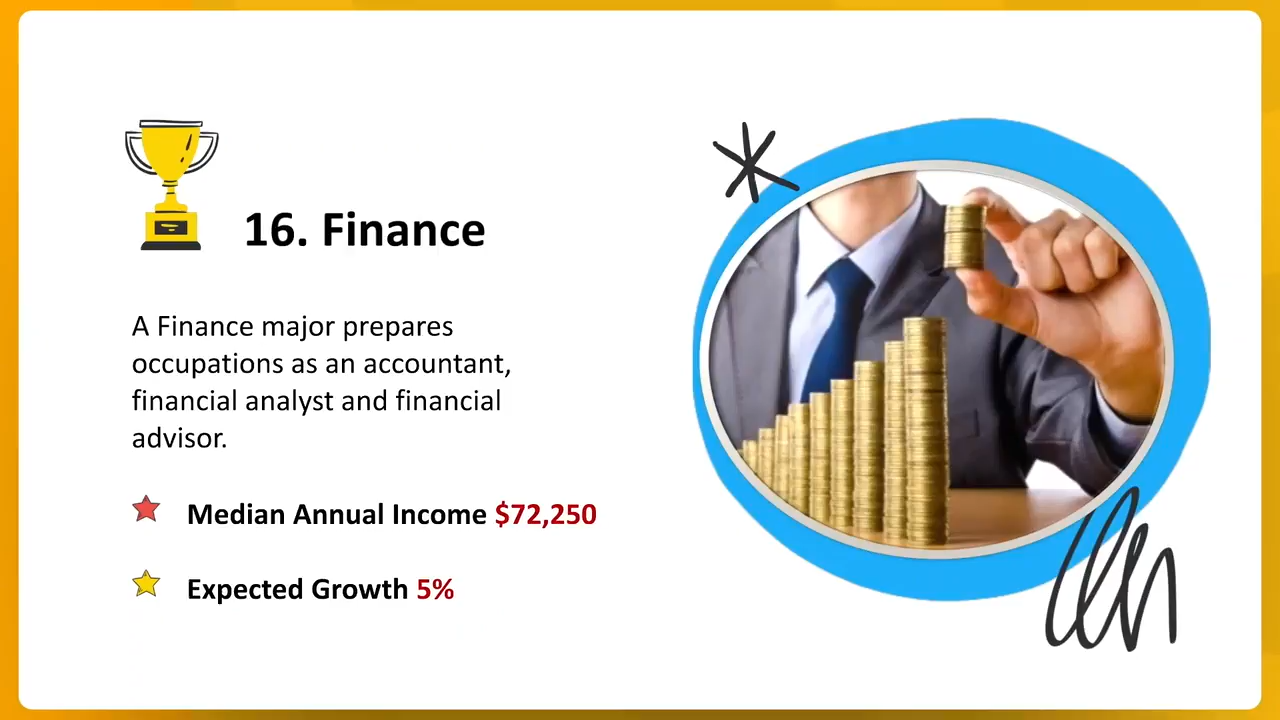 16. Finance
A Finance major prepares
occupations as an accountant,
financial analyst and financial
advisor.
Median Annual Income $72,250
Expected Growth 5%